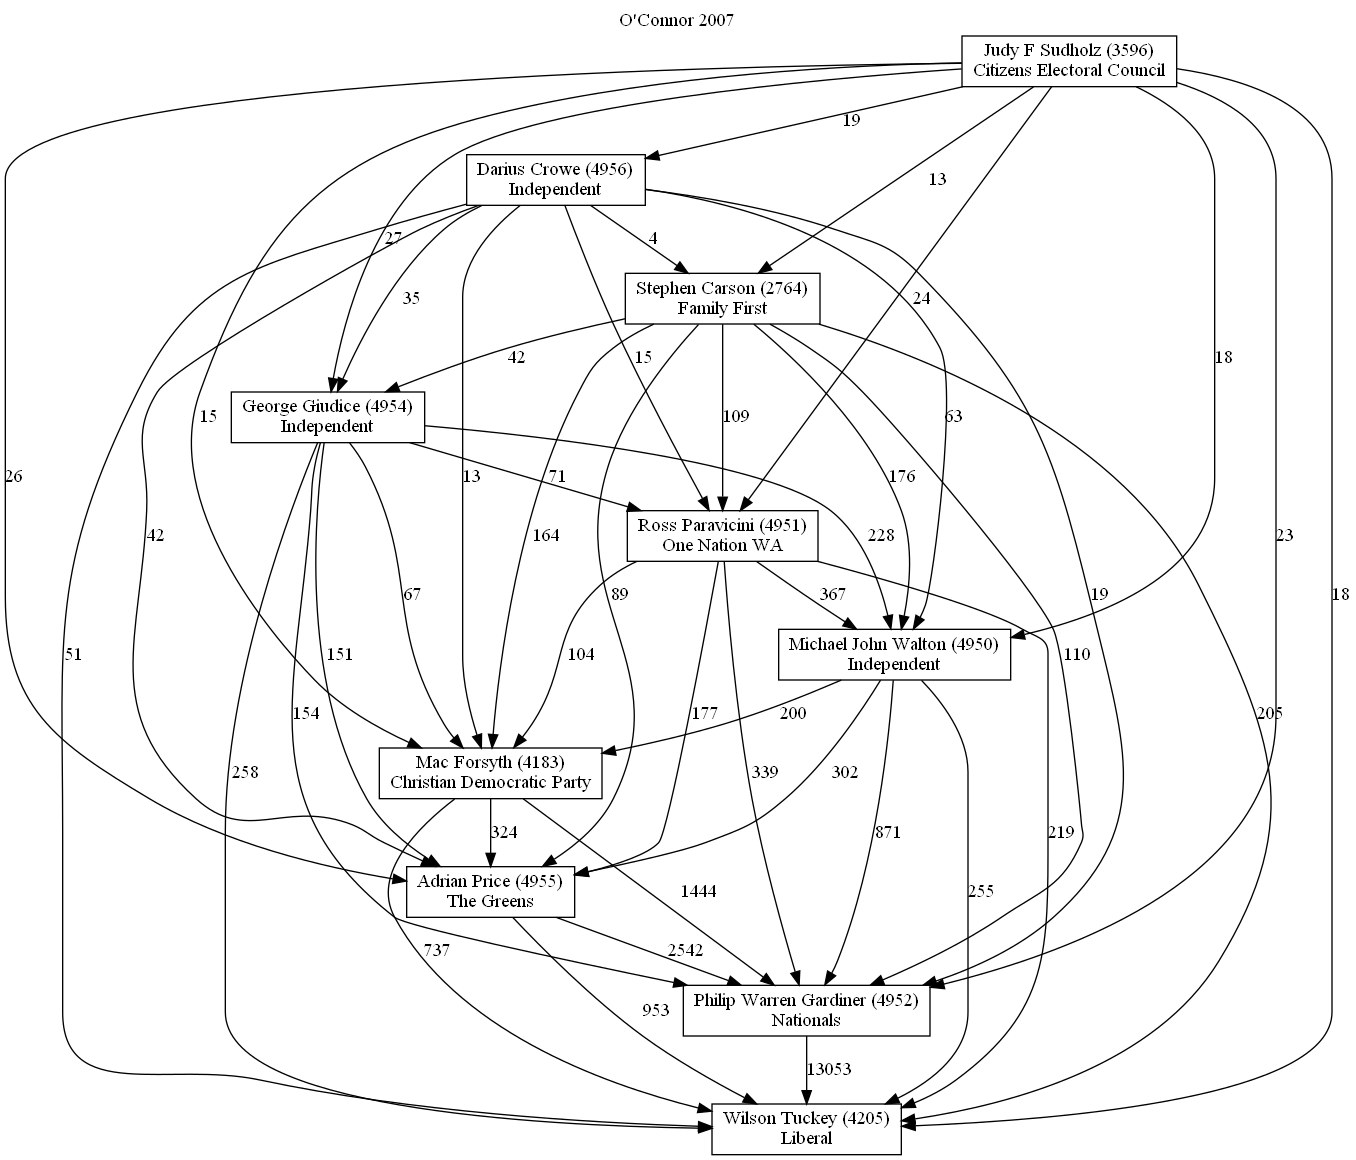 O'Connor 2007
Judy F Sudholz (3596)
Citizens Electoral Council
19
Darius Crowe (4956)
Independent
13
27
4
35
24
Stephen Carson (2764)
Family First
42
15
18
George Giudice (4954)
Independent
15
109
63
26
13
71
176
Ross Paravicini (4951)
One Nation WA
42
164
228
23
67
89
367
19
18
Michael John Walton (4950)
Independent
51
151
104
110
154
177
200
205
Mac Forsyth (4183)
Christian Democratic Party
258
339
302
324
871
219
Adrian Price (4955)
The Greens
1444
255
737
2542
Philip Warren Gardiner (4952)
Nationals
953
13053
Wilson Tuckey (4205)
Liberal